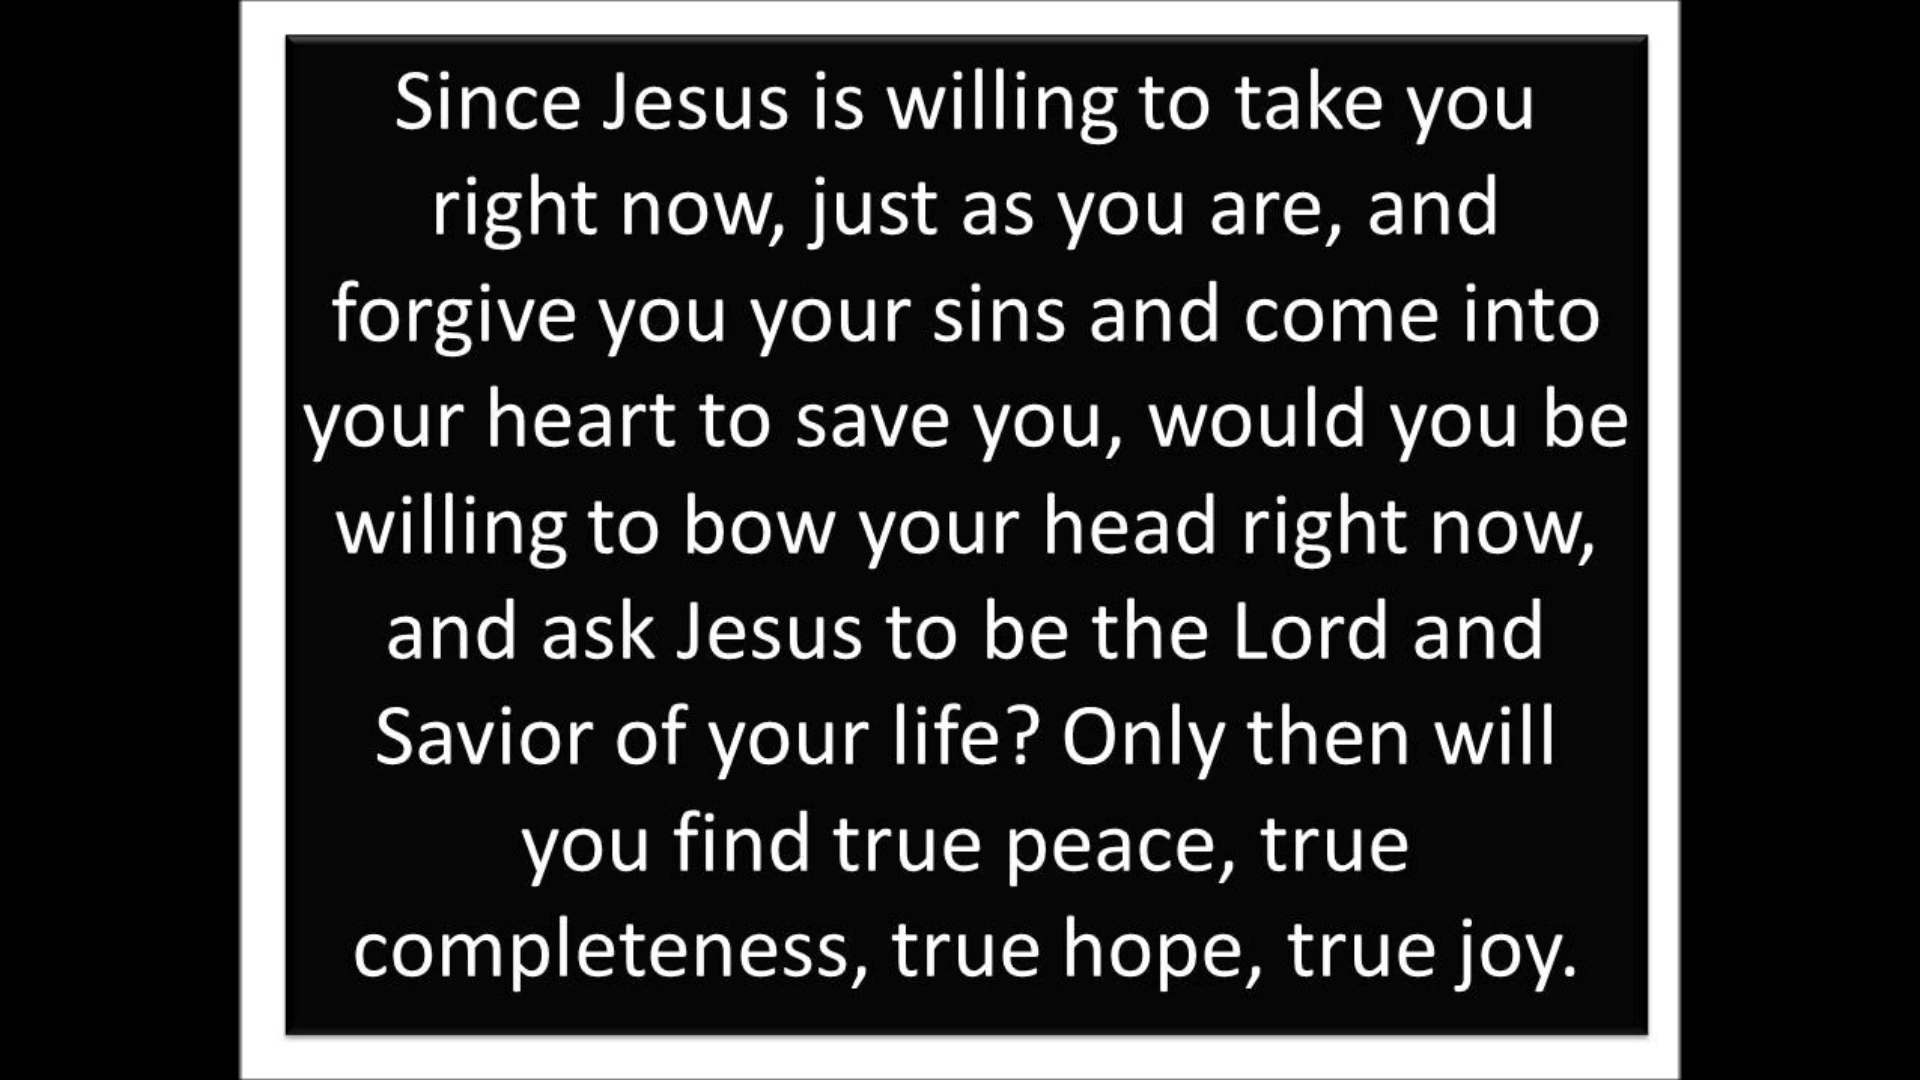 Since Jesus is willing to take you
right now, just as you are, and
forgive you your sins and come into
your heart to save you, would you be
willing to bow your head right now,
and ask Jesus to be the Lord and
Savior of your life? Only then will
you find true peace, true
completeness, true hope, true joy.